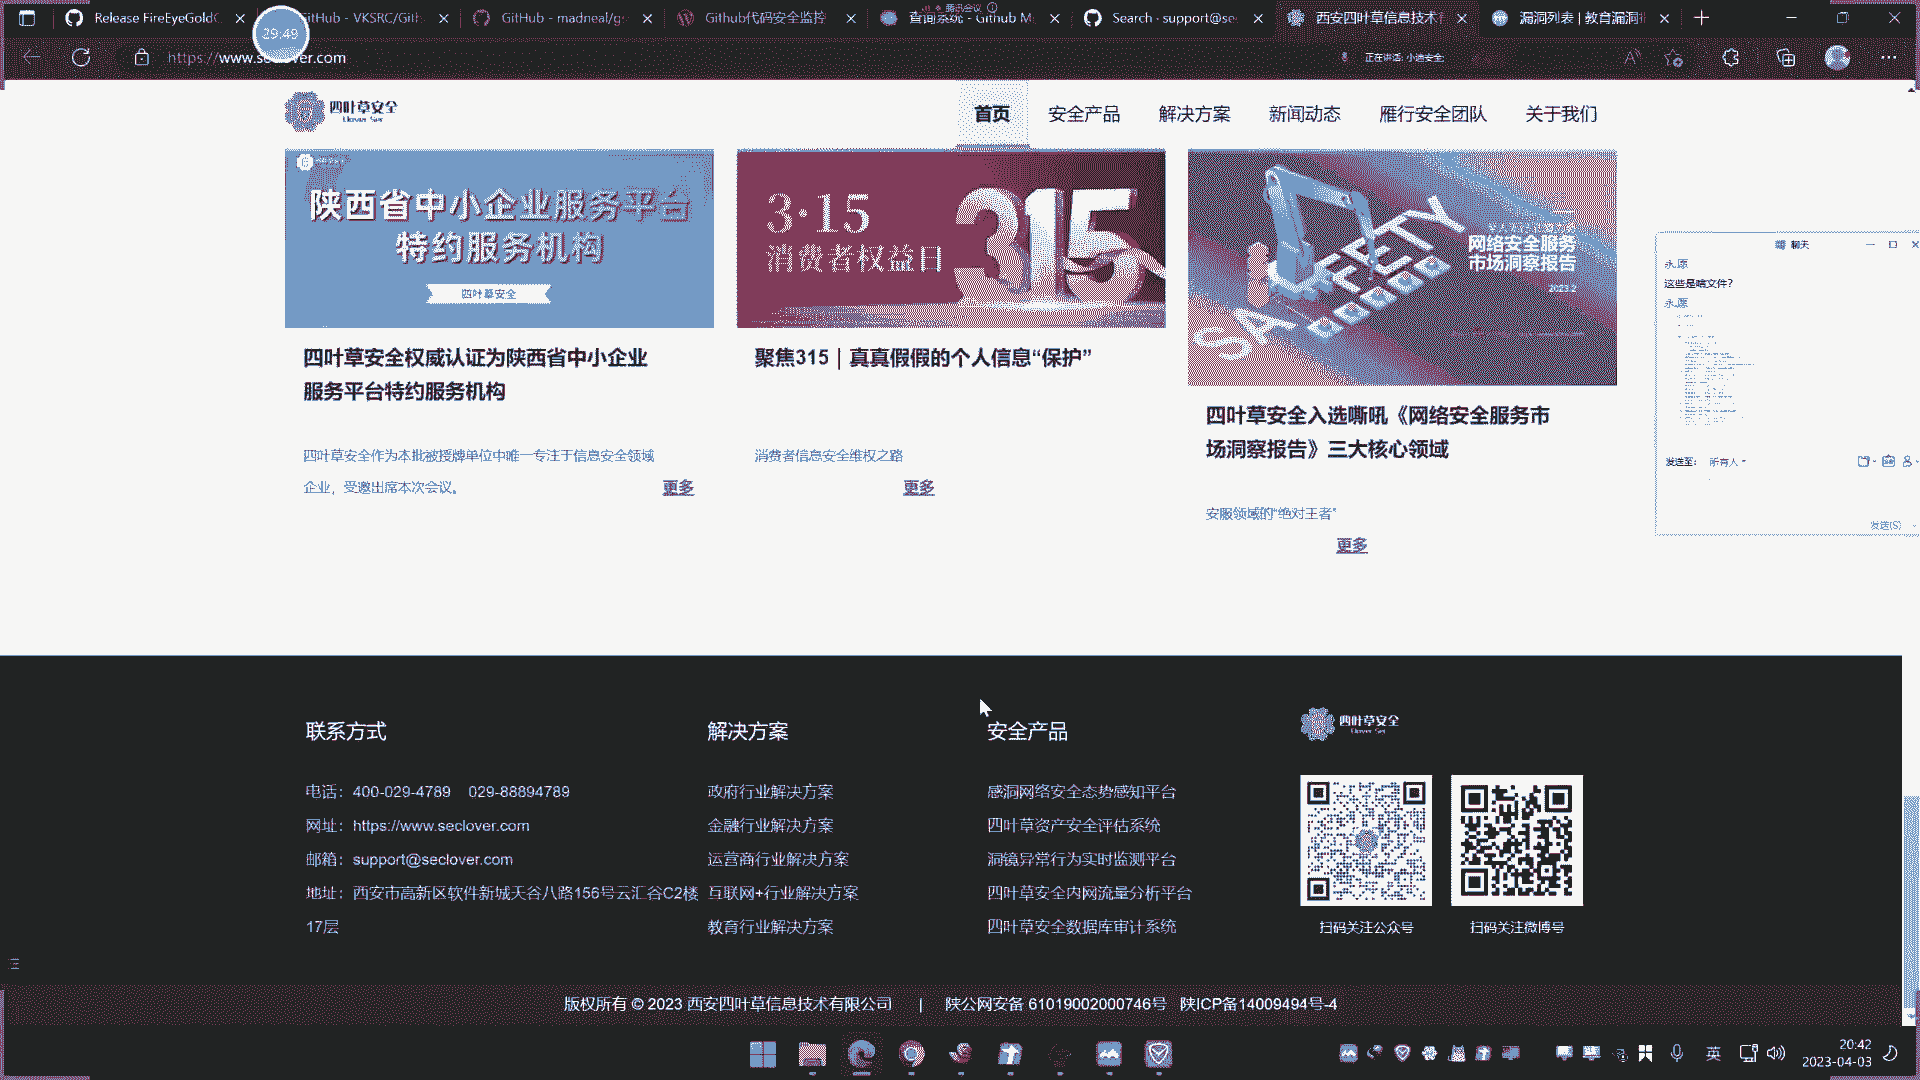 Release FireEyeGoldC
GitHub - VKSRC/Gith
GitHub - madneal/gs
Github代码安全监控
查询系统 - Github M
Search · support@sec
西安四叶草信息技术有
漏洞列表 | 教育漏洞报
腾讯会议
29:49
https://www.seclover.com
正在讲话: 小迪安全;
四叶草安全
Clover Sec
首页
安全产品
解决方案
新闻动态
雁行安全团队
关于我们
陕西省中小企业服务平台
特约服务机构
四叶草安全
3·15
消费者权益日
315
SAFETY
网络安全服务
市场洞察报告
2023.2
四叶草安全权威认证为陕西省中小企业
服务平台特约服务机构
聚焦315｜真真假假的个人信息“保护”
四叶草安全入选嘶吼《网络安全服务市
场洞察报告》三大核心领域
四叶草安全作为本批被授牌单位中唯一专注于信息安全领域
企业，受邀出席本次会议。
更多
消费者信息安全维权之路
更多
安服领域的“绝对王者”
更多
聊天
永愿
这些是啥文件?
永愿
发送至: 所有人
发送(S)
联系方式
电话：400-029-4789 029-88894789
网址：https://www.seclover.com
邮箱：support@seclover.com
地址：西安市高新区软件新城天谷八路156号云汇谷C2楼
17层
解决方案
政府行业解决方案
金融行业解决方案
运营商行业解决方案
互联网+行业解决方案
教育行业解决方案
安全产品
感洞网络安全态势感知平台
四叶草资产安全评估系统
洞镜异常行为实时监测平台
四叶草安全内网流量分析平台
四叶草安全数据库审计系统
四叶草安全
Clover Sec
扫码关注公众号
扫码关注微博号
版权所有 © 2023 西安四叶草信息技术有限公司 | 陕公网安备 61019002000746号 陕ICP备14009494号-4
英
20:42
2023-04-03